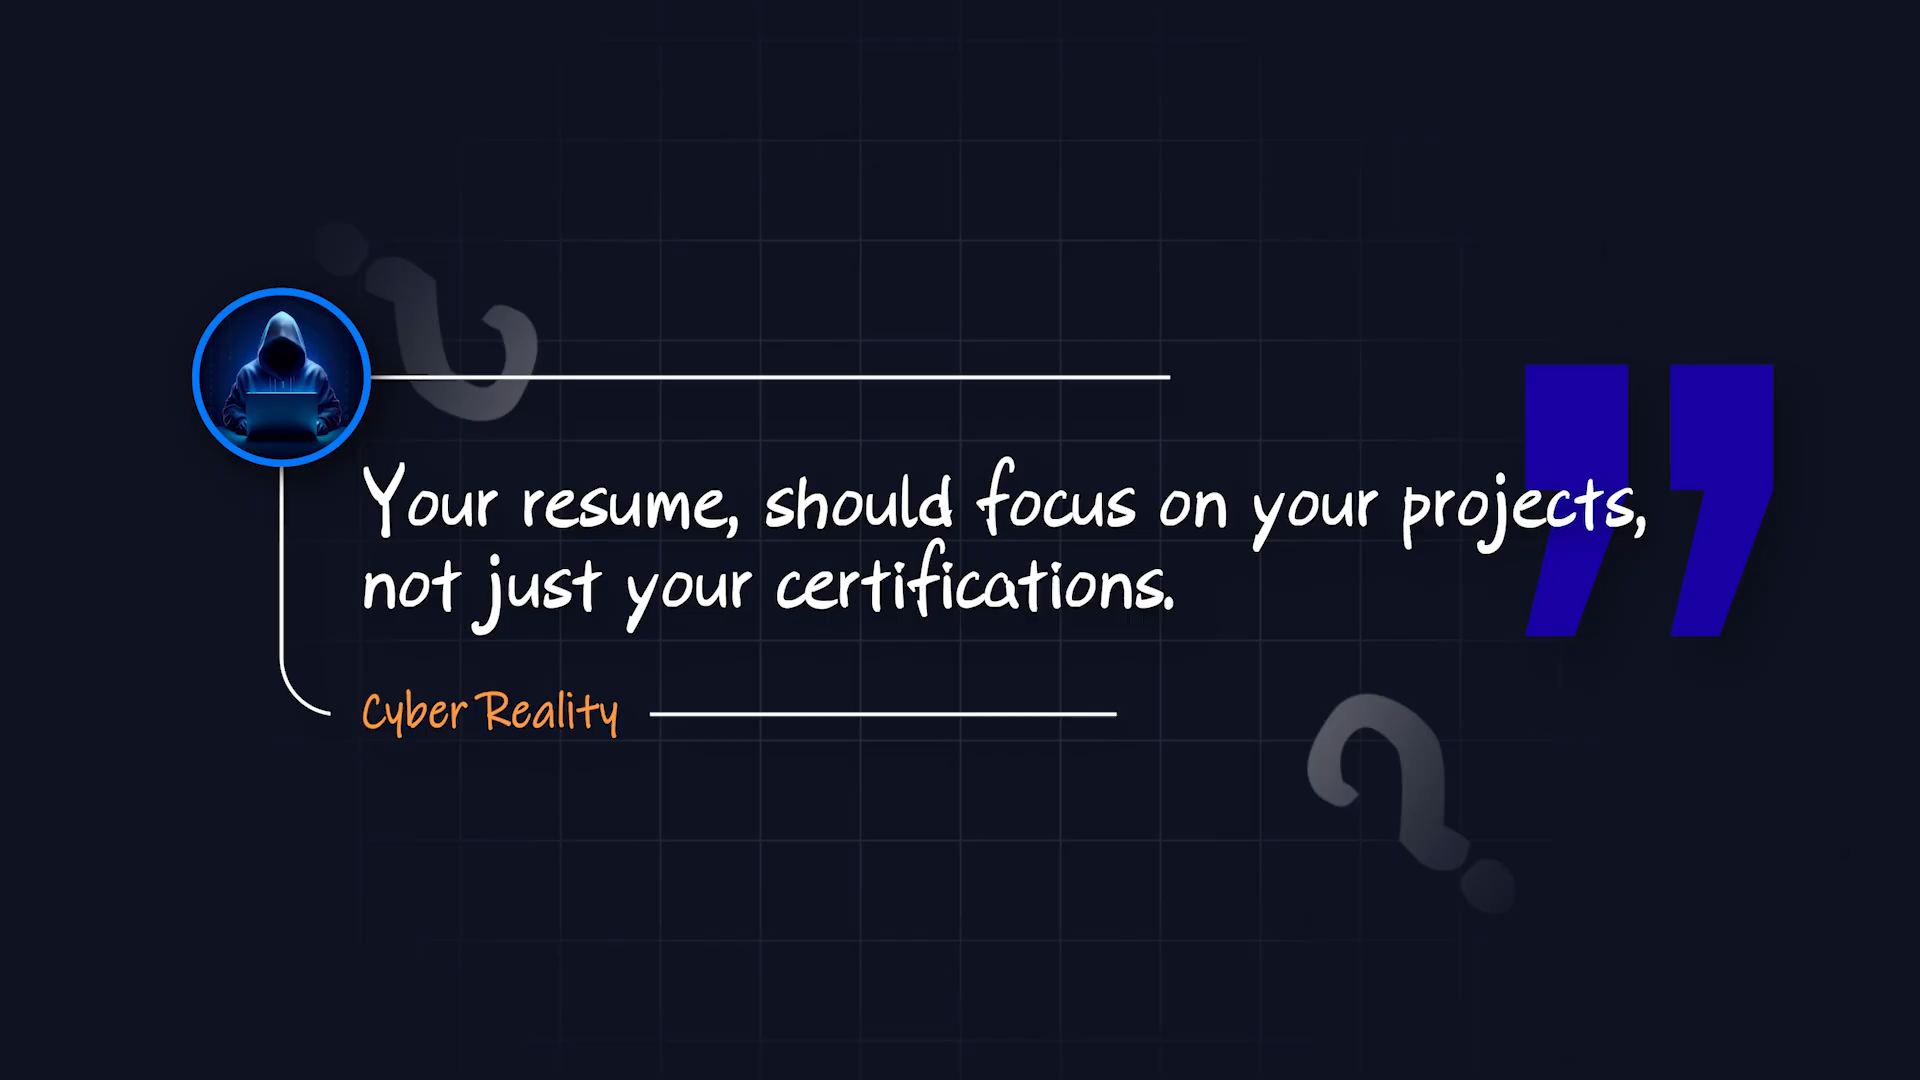 Your resume, should focus on your projects,
not just your certifications.
Cyber Reality